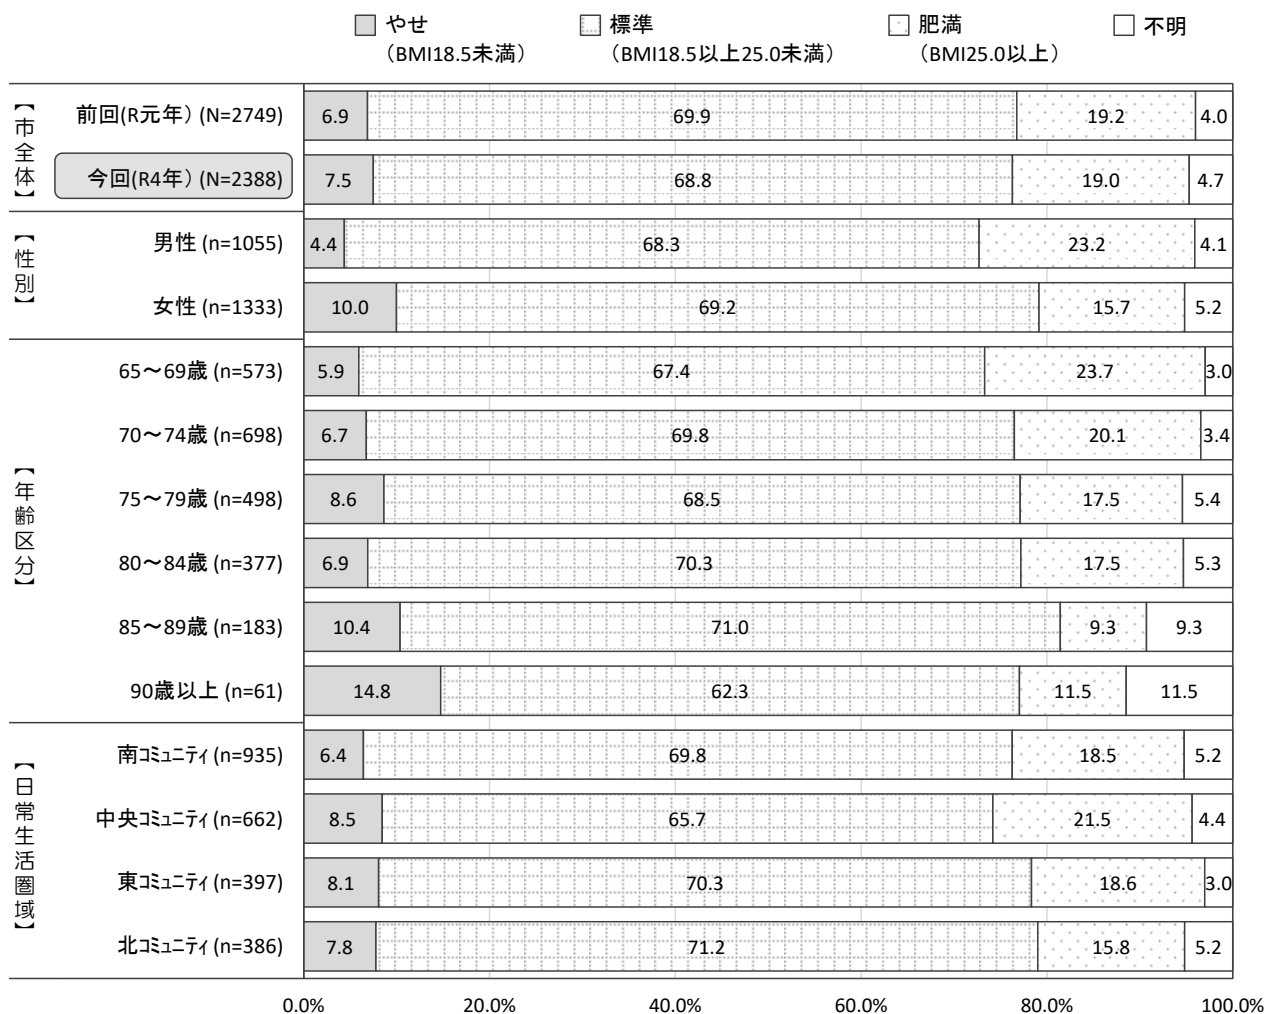 やせ
（BMI18.5未満）
標準
（BMI18.5以上25.0未満）
肥満
（BMI25.0以上）
不明
【市全体】
前回(R元年）(N=2749) 6.9 69.9 19.2 4.0
今回(R4年）(N=2388) 7.5 68.8 19.0 4.7
【性別】
男性 (n=1055) 4.4 68.3 23.2 4.1
女性 (n=1333) 10.0 69.2 15.7 5.2
【年齢区分】
65～69歳 (n=573) 5.9 67.4 23.7 3.0
70～74歳 (n=698) 6.7 69.8 20.1 3.4
75～79歳 (n=498) 8.6 68.5 17.5 5.4
80～84歳 (n=377) 6.9 70.3 17.5 5.3
85～89歳 (n=183) 10.4 71.0 9.3 9.3
90歳以上 (n=61) 14.8 62.3 11.5 11.5
【日常生活圏域】
南ｺﾐｭﾆﾃｨ (n=935) 6.4 69.8 18.5 5.2
中央ｺﾐｭﾆﾃｨ (n=662) 8.5 65.7 21.5 4.4
東ｺﾐｭﾆﾃｨ (n=397) 8.1 70.3 18.6 3.0
北ｺﾐｭﾆﾃｨ (n=386) 7.8 71.2 15.8 5.2
0.0% 20.0% 40.0% 60.0% 80.0% 100.0%